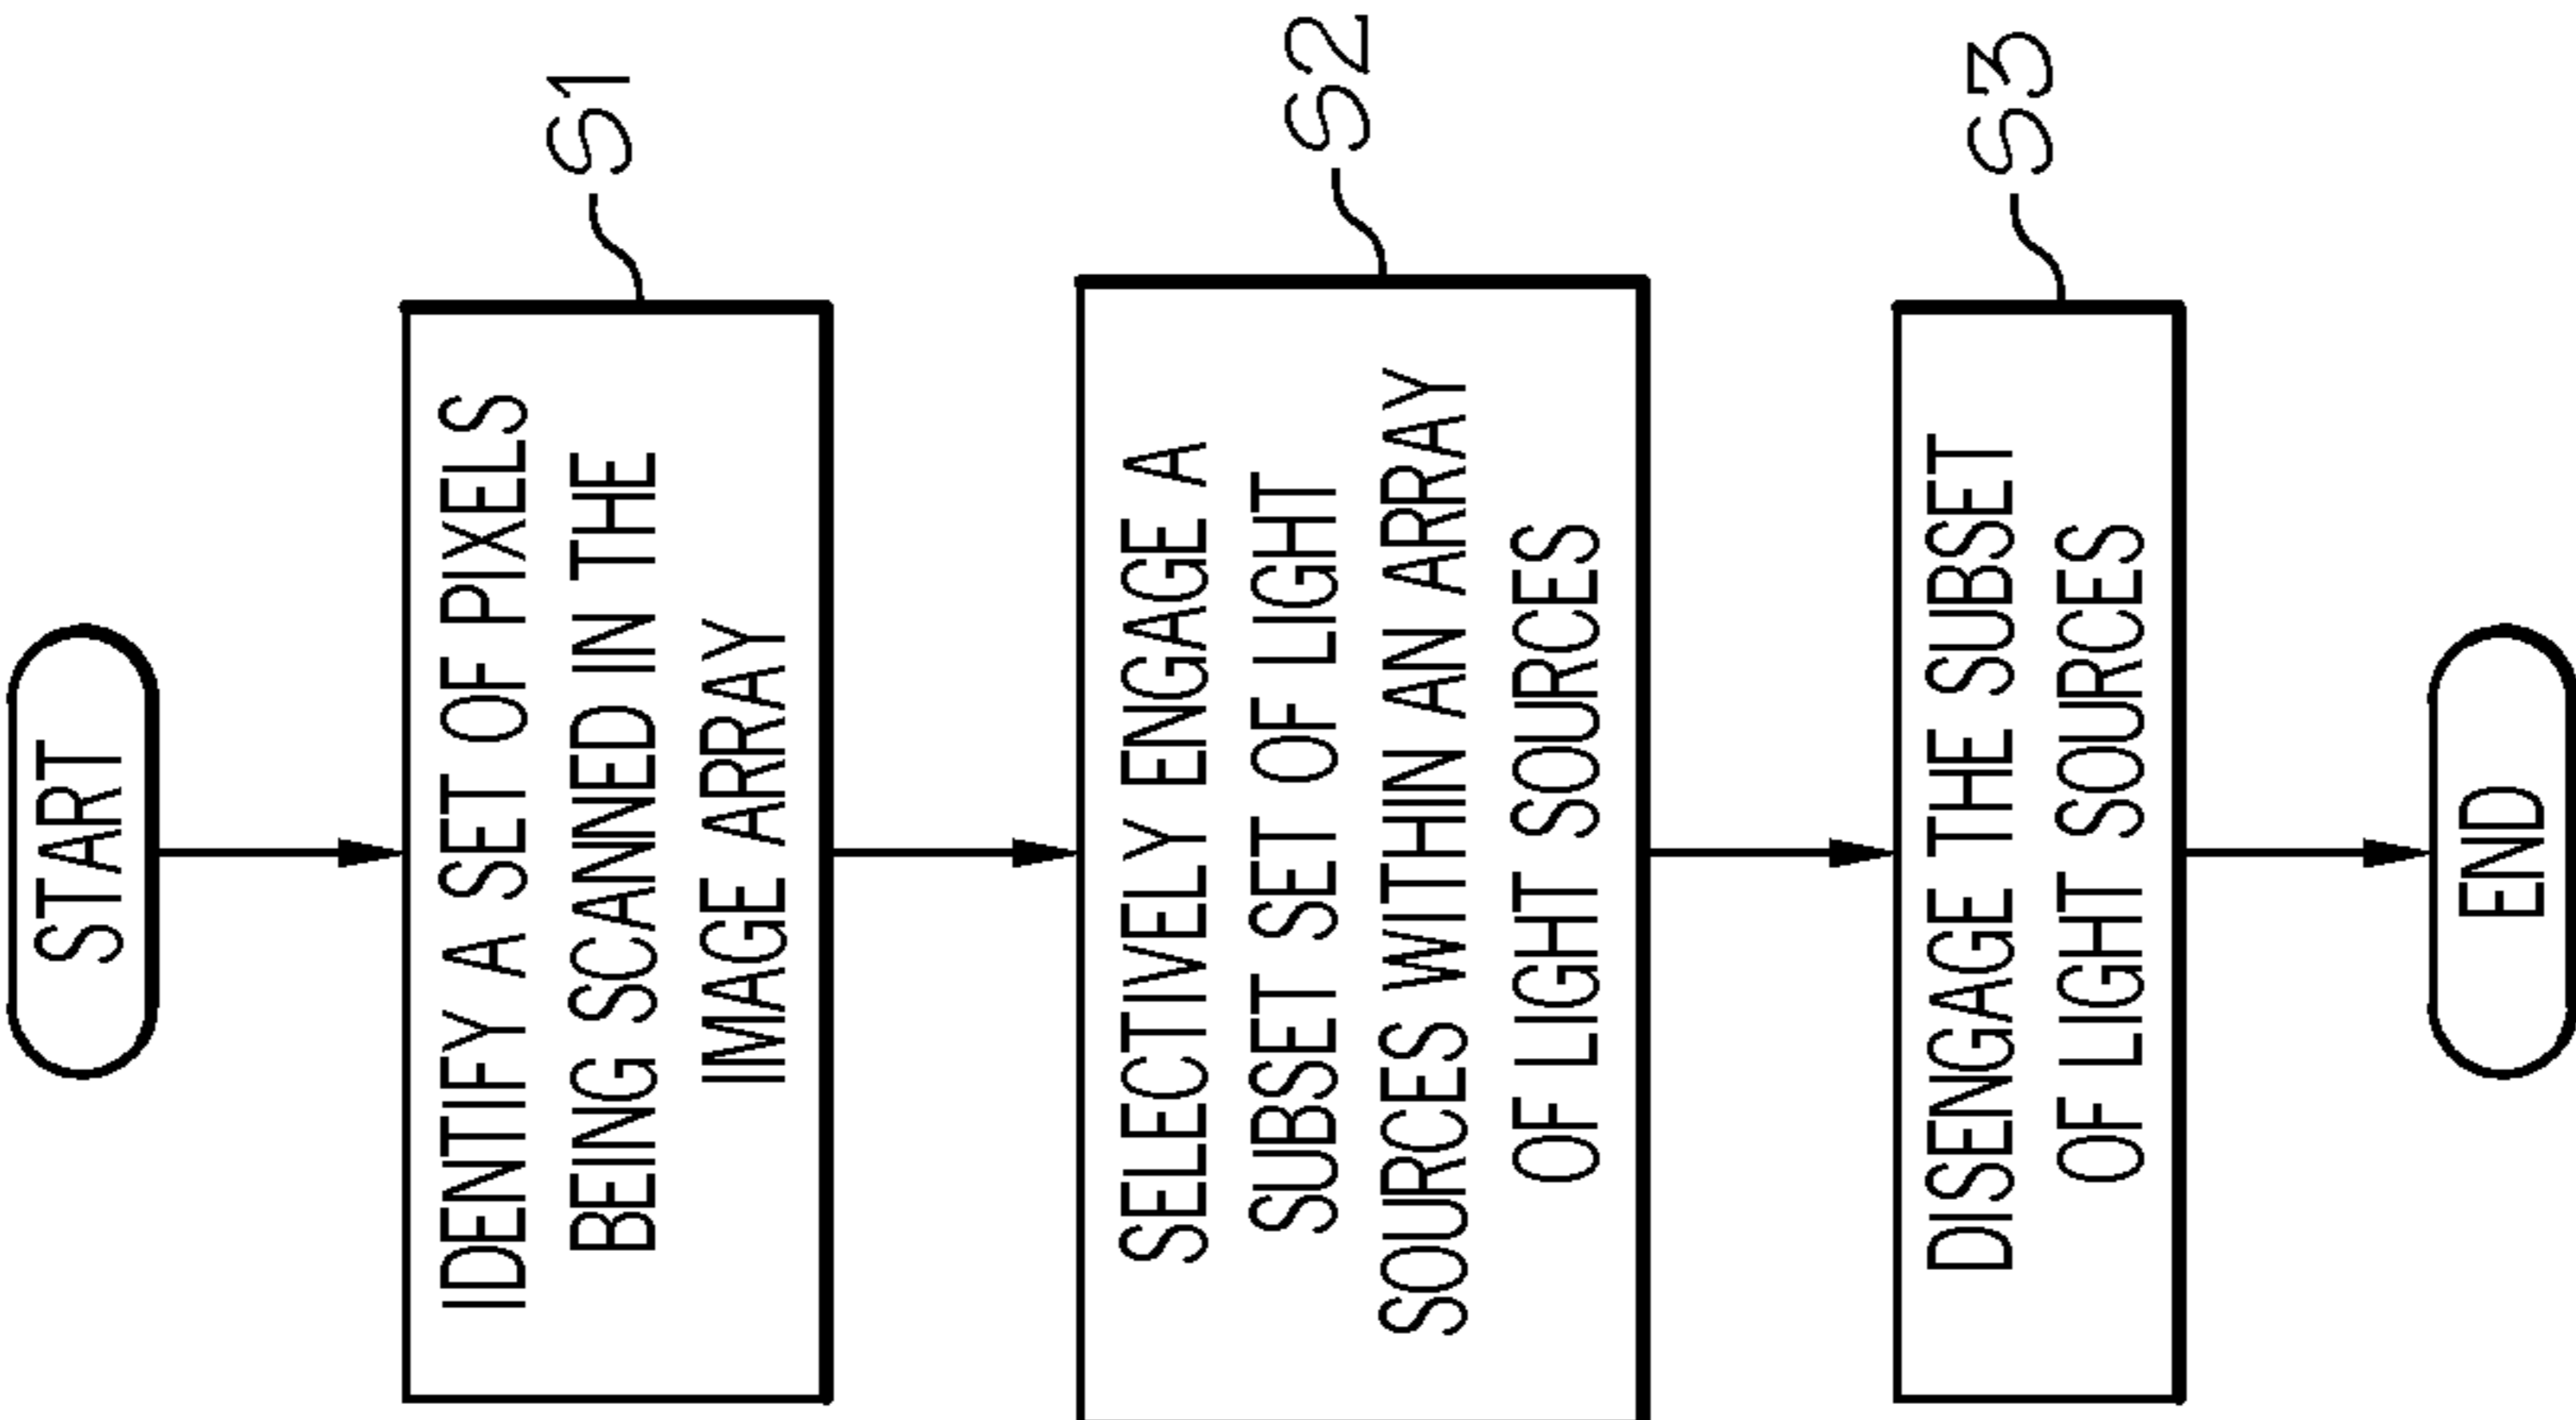 START
IDENTIFY A SET OF PIXELS
BEING SCANNED IN THE
IMAGE ARRAY
S1
SELECTIVELY ENGAGE A
SUBSET SET OF LIGHT
SOURCES WITHIN AN ARRAY
OF LIGHT SOURCES
S2
DISENGAGE THE SUBSET
OF LIGHT SOURCES
S3
END